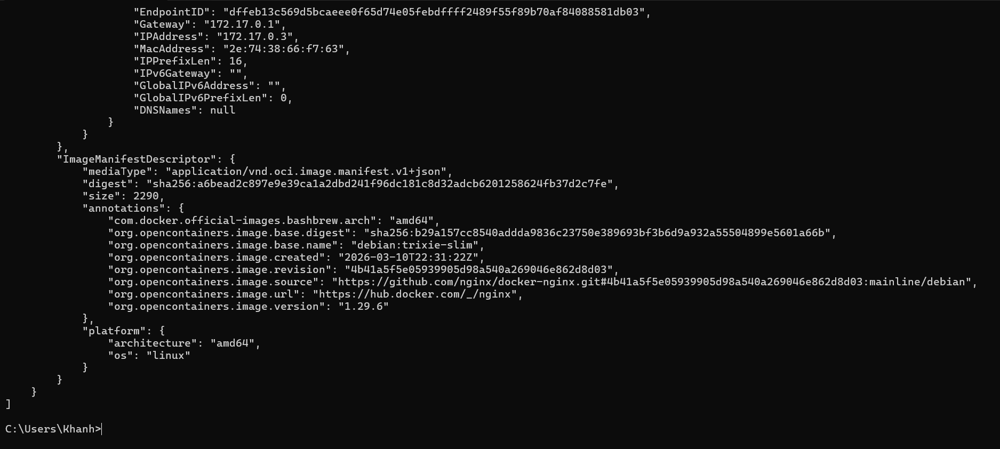 "EndpointID": "dffeb13c569d5bcaeee0f65d74e05febdffff2489f55f89b70af84088581db03",
"Gateway": "172.17.0.1",
"IPAddress": "172.17.0.3",
"MacAddress": "2e:74:38:66:f7:63",
"IPPrefixLen": 16,
"IPv6Gateway": "",
"GlobalIPv6Address": "",
"GlobalIPv6PrefixLen": 0,
"DNSNames": null
}
}
},
"ImageManifestDescriptor": {
"mediaType": "application/vnd.oci.image.manifest.v1+json",
"digest": "sha256:a6bead2c897e9e39ca1a2dbd241f96dc181c8d32adcb6201258624fb37d2c7fe",
"size": 2290,
"annotations": {
"com.docker.official-images.bashbrew.arch": "amd64",
"org.opencontainers.image.base.digest": "sha256:b29a157cc8540addda9836c23750e389693bf3b6d9a932a55504899e5601a66b",
"org.opencontainers.image.base.name": "debian:trixie-slim",
"org.opencontainers.image.created": "2026-03-10T22:31:22Z",
"org.opencontainers.image.revision": "4b41a5f5e05939905d98a540a269046e862d8d03",
"org.opencontainers.image.source": "https://github.com/nginx/docker-nginx.git#4b41a5f5e05939905d98a540a269046e862d8d03:mainline/debian",
"org.opencontainers.image.url": "https://hub.docker.com/_/nginx",
"org.opencontainers.image.version": "1.29.6"
},
"platform": {
"architecture": "amd64",
"os": "linux"
}
}
}
]
C:\Users\Khanh>